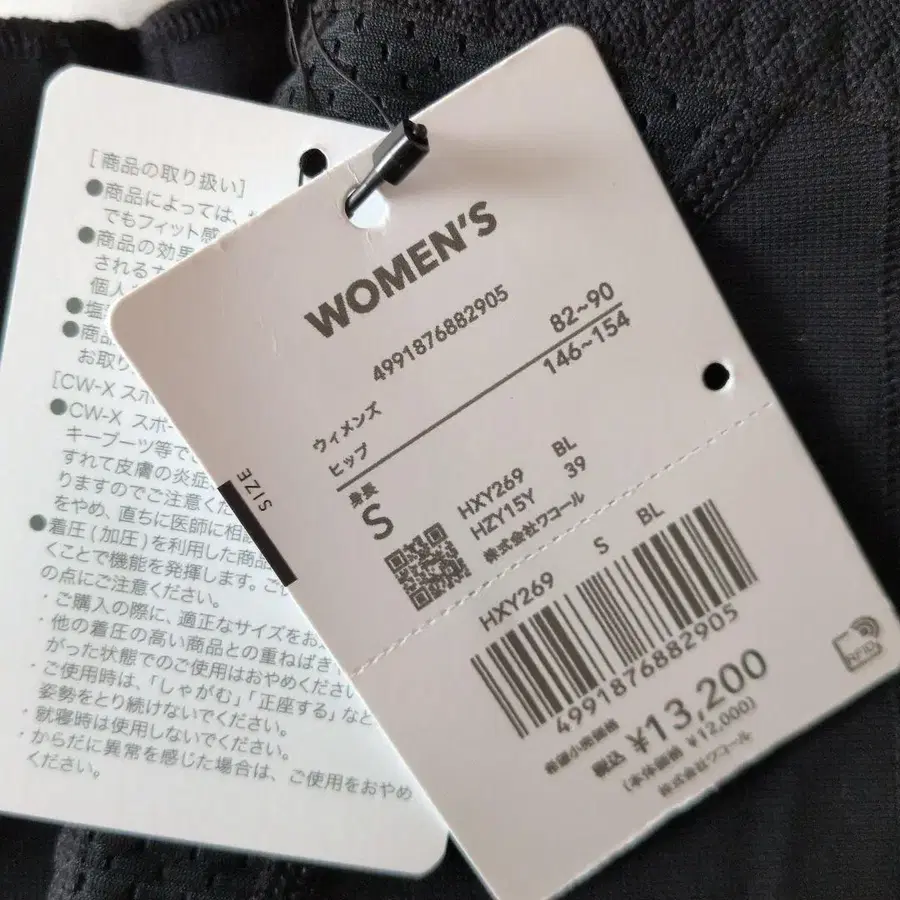 [商品の取り扱い]
●商品によっては、
でもフィット感
●商品の効果
される
個人
●塩
●商品
お取り
[CW-X スポ
●CW-X スポー
キーブーツ等で
すれて皮膚の炎症
りますのでご注意くだ
をやめ、直ちに医師に相談
●着圧(加圧)を利用した商品
くことで機能を発揮します。
の点にご注意ください。
・ご購入の際に、適正なサイズをお
・他の着圧の高い商品との重ねばき
がった状態でのご使用はおやめください
・ご使用時は、「しゃがむ」「正座する」など
姿勢をとり続けないでください。
・就寝時は使用しないでください。
・からだに異常を感じた場合は、ご使用をおやめ
ください。
WOMEN'S
4991876882905
ウィメンズ
ヒップ 82~90
身長 146~154
SIZE
S
HXY269 BL
HZY15Y 39
株式会社ワコール
HXY269 S BL
4991876882905
希望小売価格
税込 ¥13,200
(本体価格 ¥12,000)
株式会社ワコール
RFID